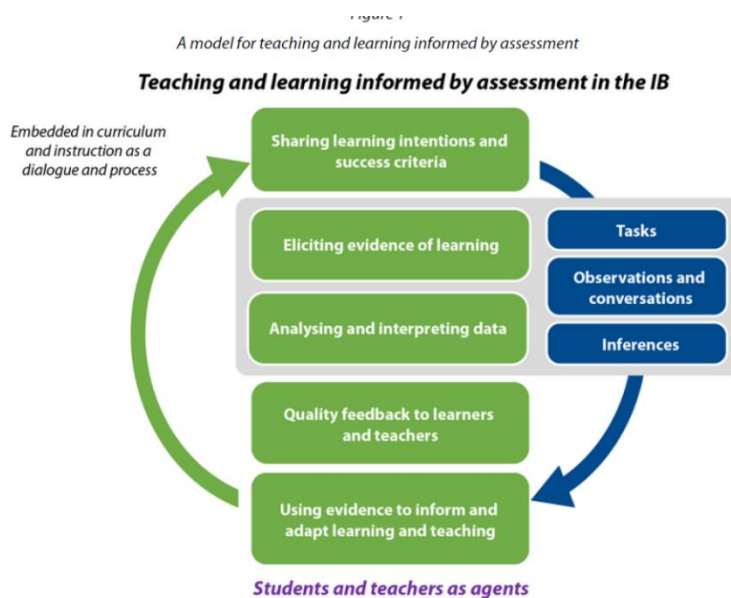 A model for teaching and learning informed by assessment
Teaching and learning informed by assessment in the IB
Embedded in curriculum
and instruction as a
dialogue and process
Sharing learning intentions and
success criteria
Eliciting evidence of learning
Tasks
Observations and
conversations
Analysing and interpreting data
Inferences
Quality feedback to learners
and teachers
Using evidence to inform and
adapt learning and teaching
Students and teachers as agents